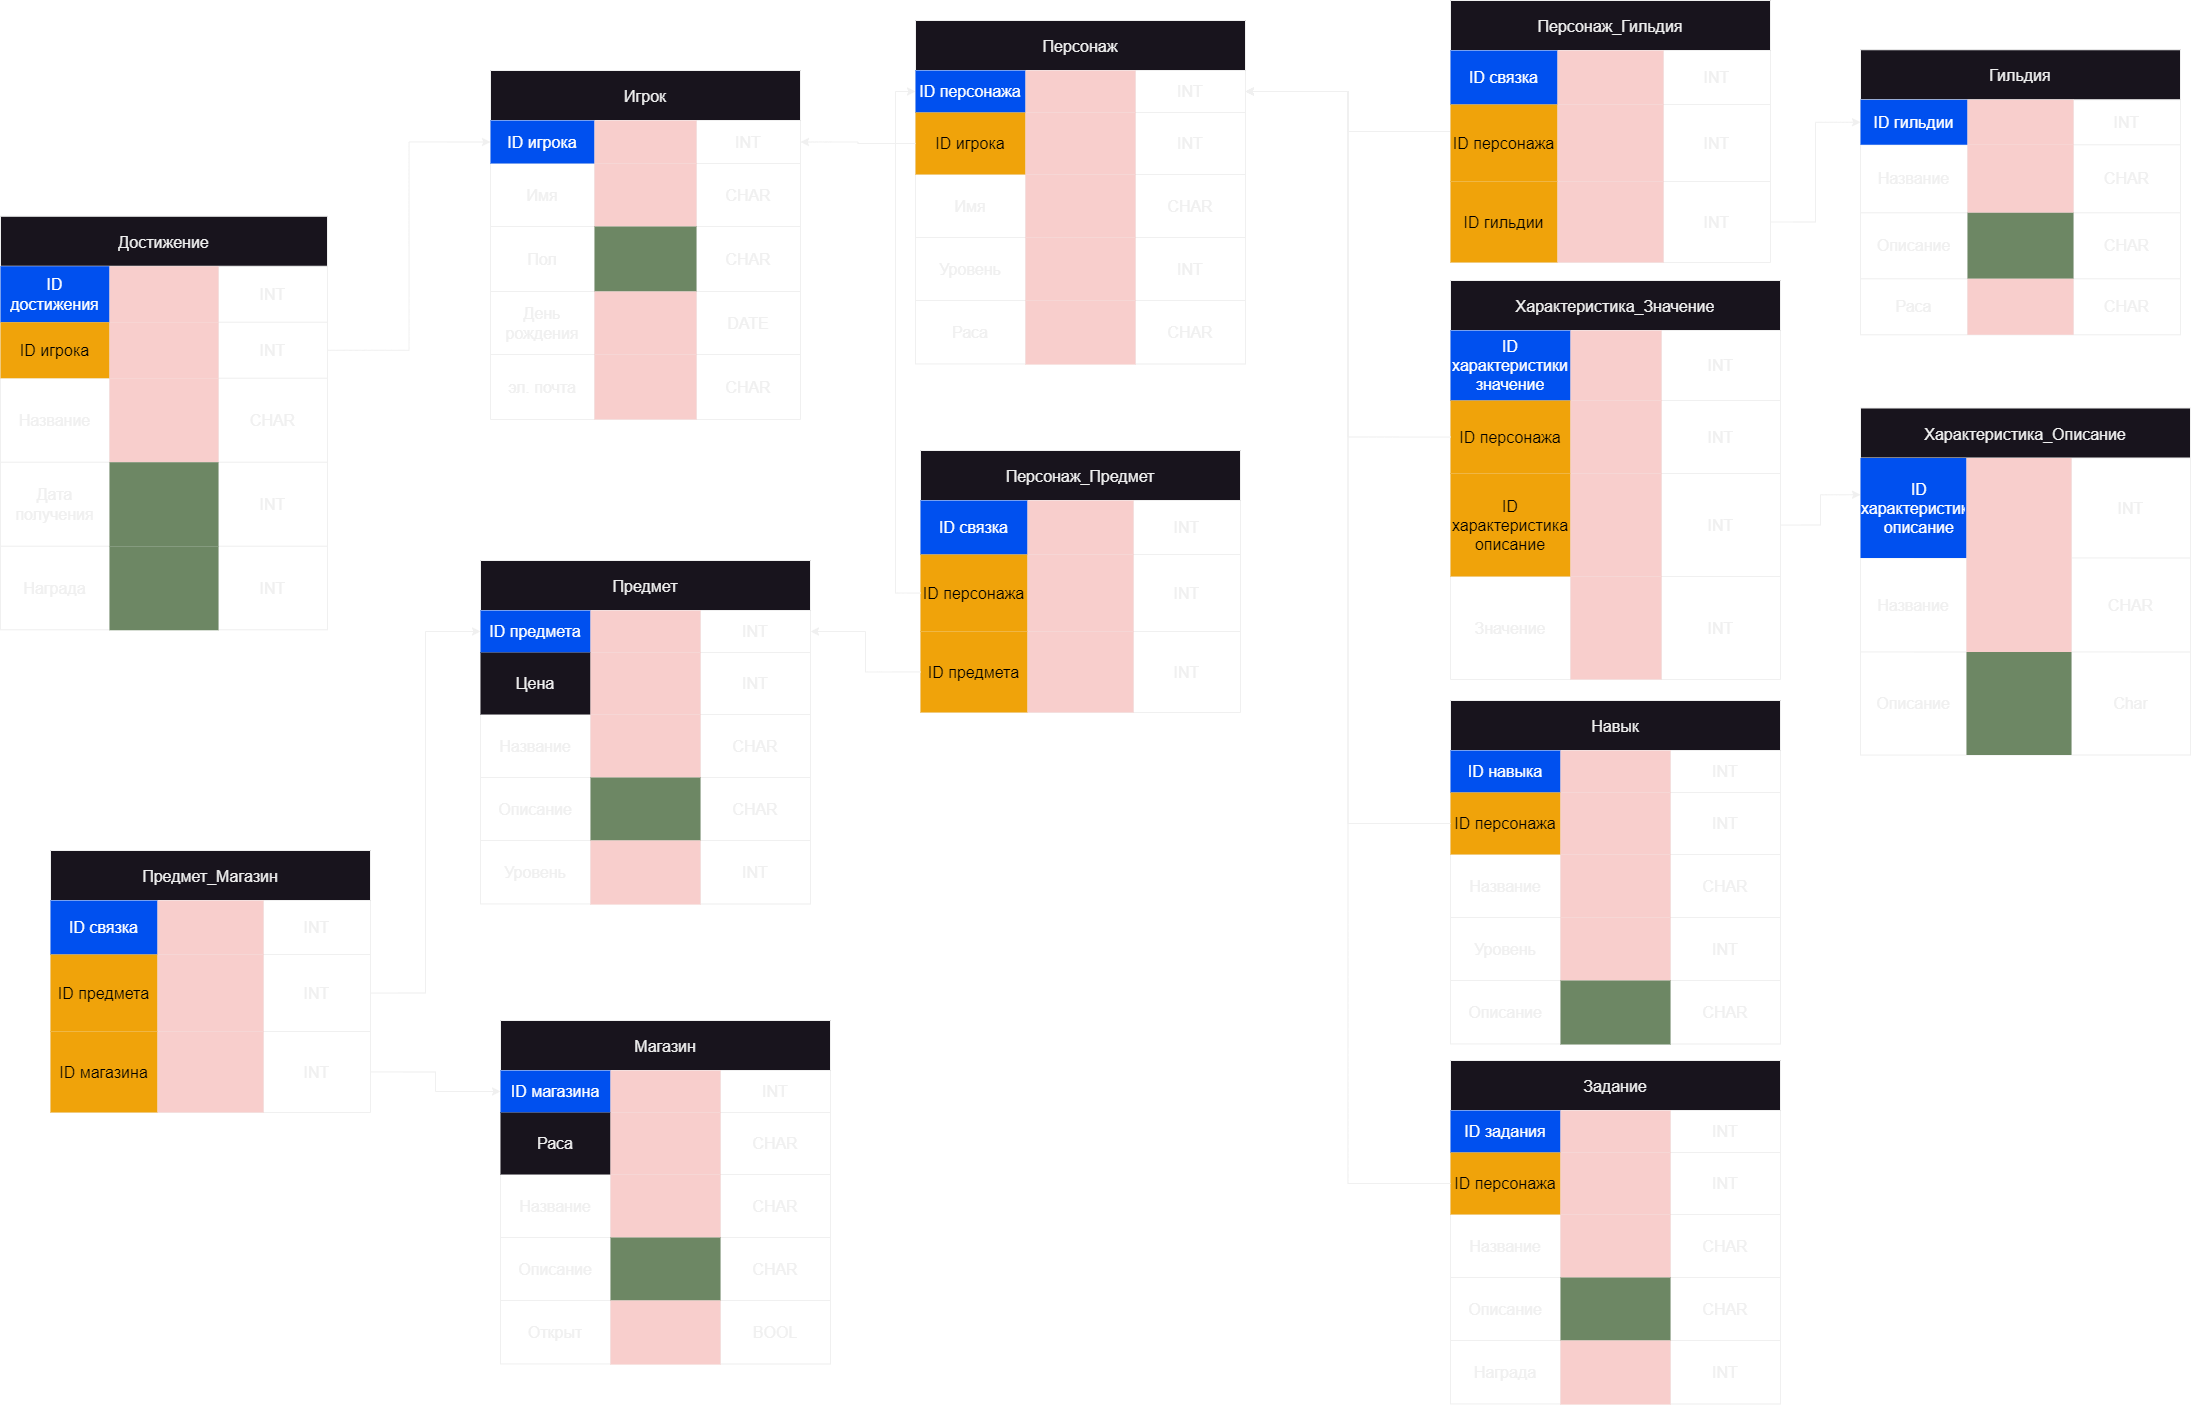 Достижение
ID
достижения
INT
ID игрока
INT
Название
CHAR
Дата
получения
INT
Награда
INT
Игрок
ID игрока
INT
Имя
CHAR
Пол
CHAR
День
рождения
DATE
эл. почта
CHAR
Персонаж
ID персонажа
INT
ID игрока
INT
Имя
CHAR
Уровень
INT
Раса
CHAR
Персонаж_Гильдия
ID связка
INT
ID персонажа
INT
ID гильдии
INT
Гильдия
ID гильдии
INT
Название
CHAR
Описание
CHAR
Раса
CHAR
Характеристика_Значение
ID
характеристики
значение
INT
ID персонажа
INT
ID
характеристика
описание
INT
Значение
INT
Характеристика_Описание
ID
характеристик
описание
INT
Название
CHAR
Описание
Char
Персонаж_Предмет
ID связка
INT
ID персонажа
INT
ID предмета
INT
Предмет
ID предмета
INT
Цена
INT
Название
CHAR
Описание
CHAR
Уровень
INT
Предмет_Магазин
ID связка
INT
ID предмета
INT
ID магазина
INT
Магазин
ID магазина
INT
Раса
CHAR
Название
CHAR
Описание
CHAR
Открыт
BOOL
Навык
ID навыка
INT
ID персонажа
INT
Название
CHAR
Уровень
INT
Описание
CHAR
Задание
ID задания
INT
ID персонажа
INT
Название
CHAR
Описание
CHAR
Награда
INT